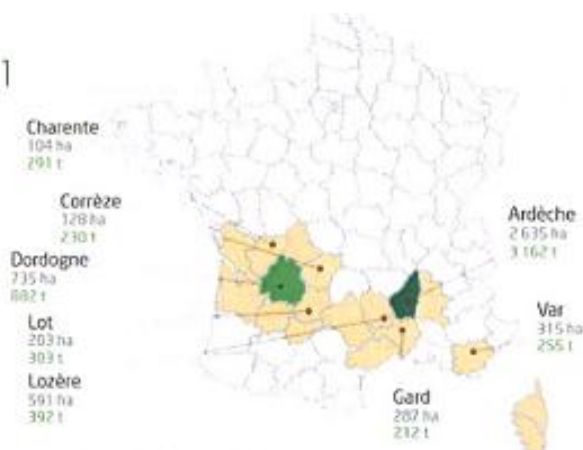 1
Charente
104 ha
291 t
Corrèze
128 ha
230 t
Dordogne
735 ha
882 t
Lot
203 ha
303 t
Lozère
591 ha
392 t
Ardèche
2 635 ha
3 162 t
Var
315 ha
255 t
Gard
287 ha
212 t